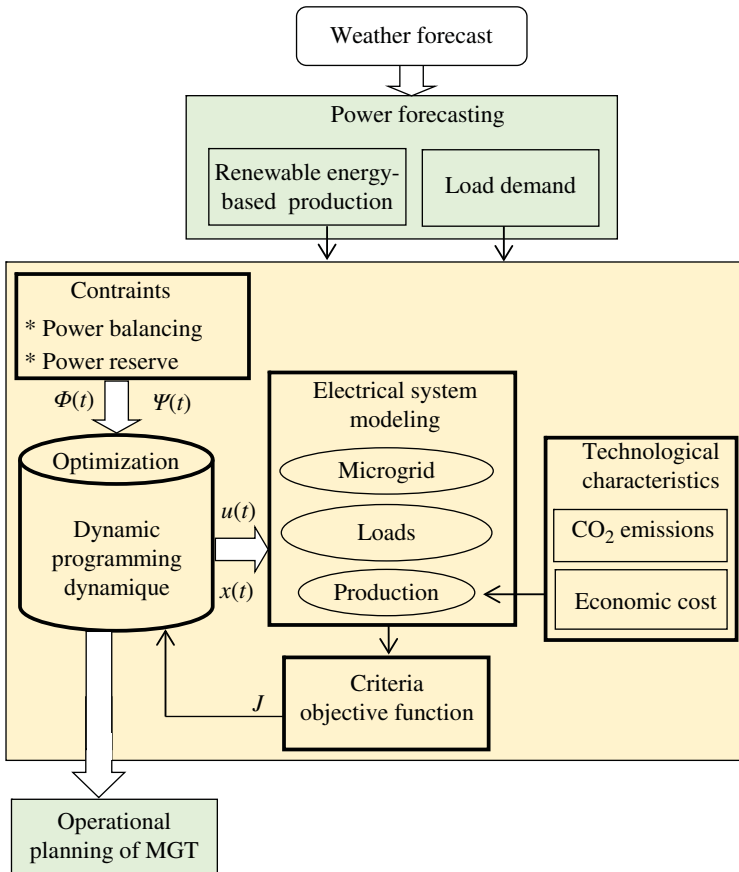 Weather forecast
Power forecasting
Renewable energy-
based production
Load demand
Contraints
* Power balancing
* Power reserve
Φ(t) Ψ(t)
Optimization
Dynamic
programming
dynamique
u(t)
x(t)
Electrical system
modeling
Microgrid
Loads
Production
Technological
characteristics
CO₂ emissions
Economic cost
Criteria
objective function
J
Operational
planning of MGT